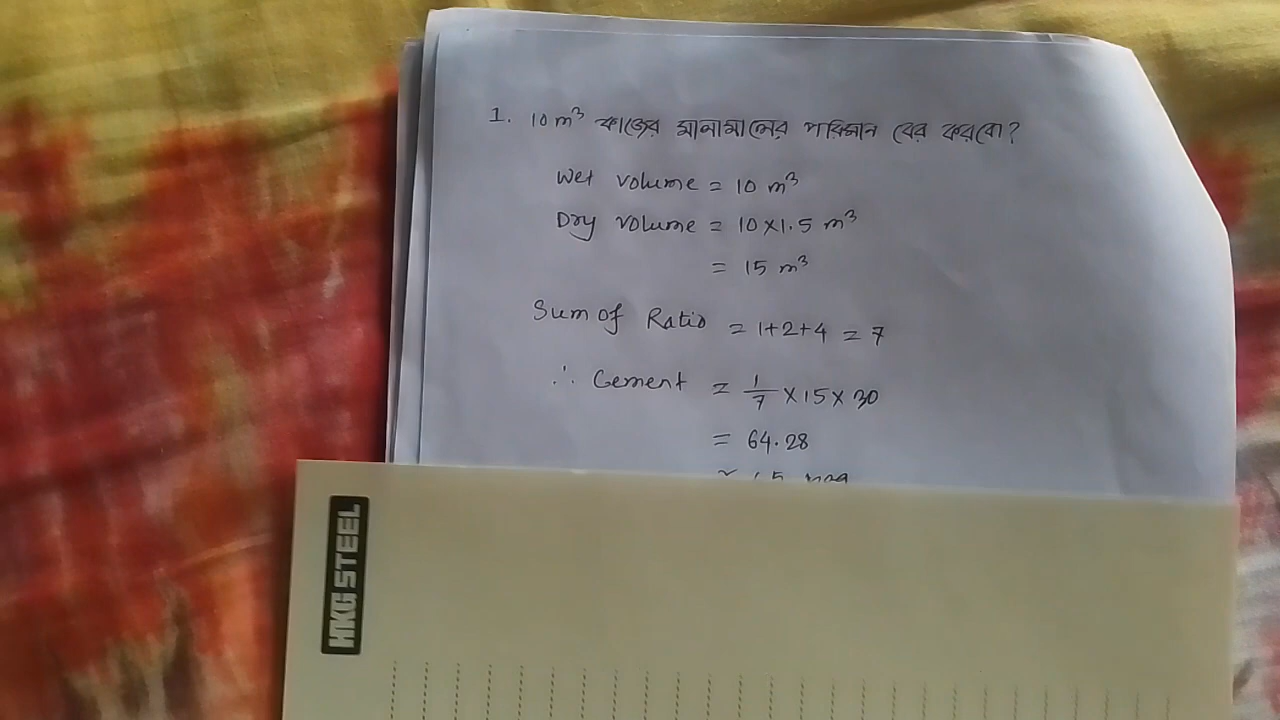 1. 10 m³ কাজের মালামালের পরিমান বের করবো?
Wet volume = 10 m³
Dry volume = 10×1.5 m³
= 15 m³
Sum of Ratio = 1+2+4 = 7
∴ Cement = 1/7 × 15 × 30
= 64.28
HKG STEEL